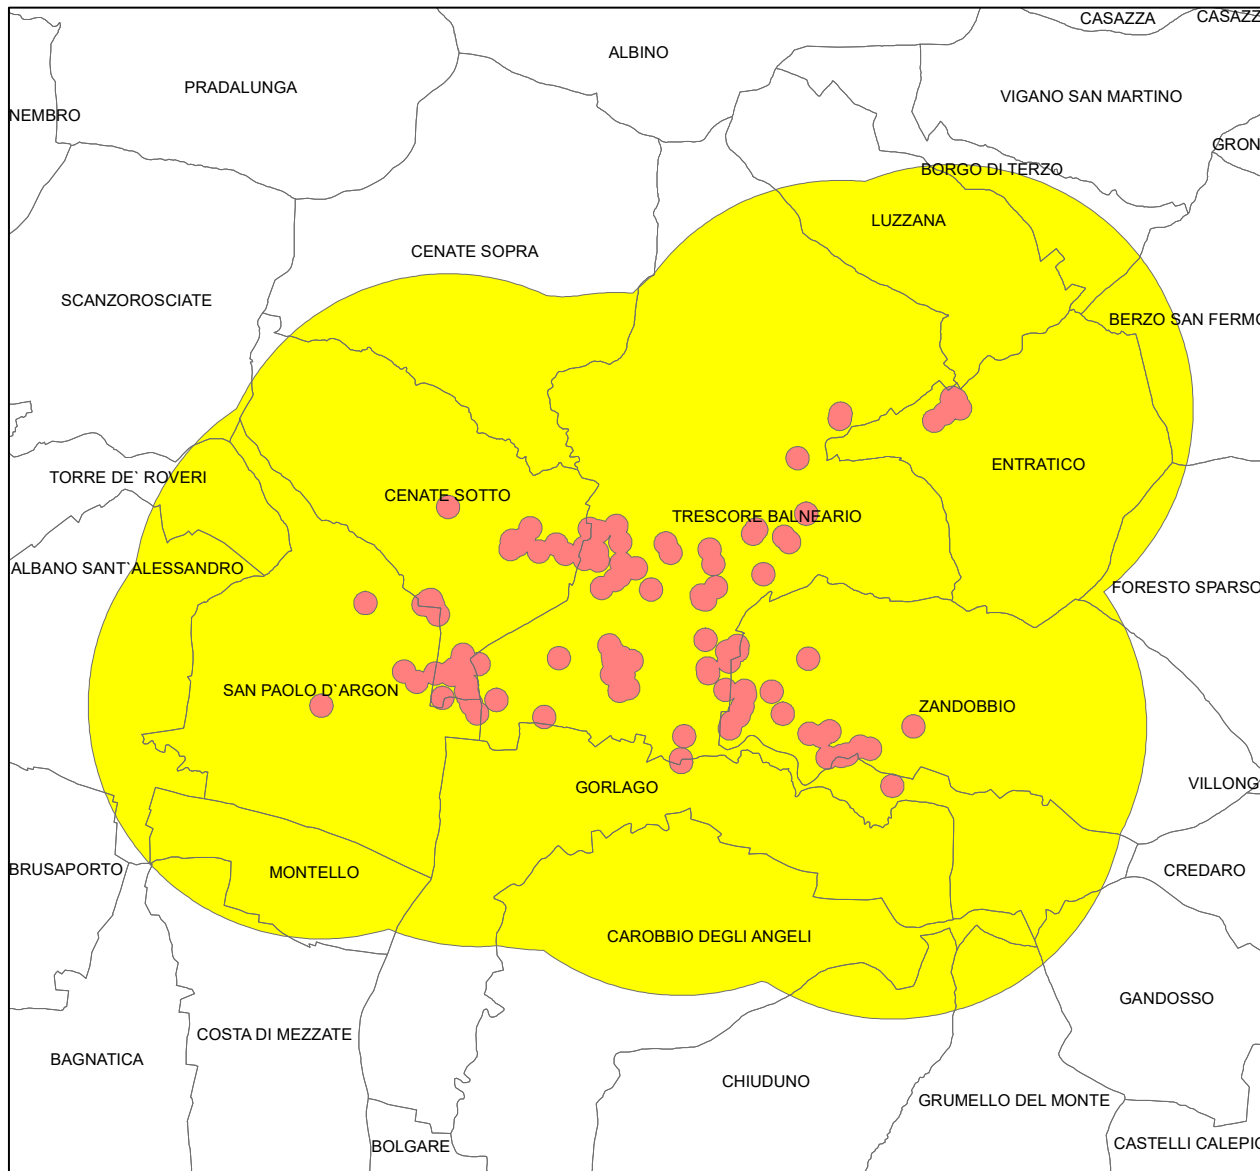 CASAZZA
CASAZZ
ALBINO
PRADALUNGA
VIGANO SAN MARTINO
NEMBRO
GRON
BORGO DI TERZO
LUZZANA
CENATE SOPRA
SCANZOROSCIATE
BERZO SAN FERMO
ENTRATICO
TORRE DE` ROVERI
CENATE SOTTO
TRESCORE BALNEARIO
ALBANO SANT`ALESSANDRO
FORESTO SPARSO
SAN PAOLO D`ARGON
ZANDOBBIO
VILLONG
GORLAGO
BRUSAPORTO
MONTELLO
CREDARO
CAROBBIO DEGLI ANGELI
GANDOSSO
COSTA DI MEZZATE
BAGNATICA
CHIUDUNO
GRUMELLO DEL MONTE
BOLGARE
CASTELLI CALEPIO